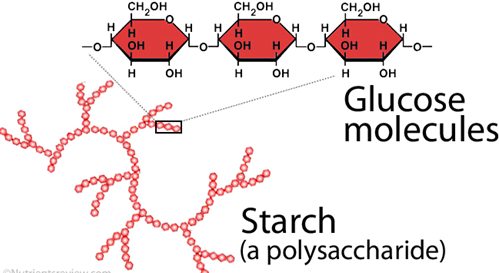 CH₂OH CH₂OH CH₂OH
O O O
H H H H H H
H H H
O OH H O OH H O OH H O
H OH H OH H OH
Glucose
molecules
Starch
(a polysaccharide)
©Nutrientsreview.com